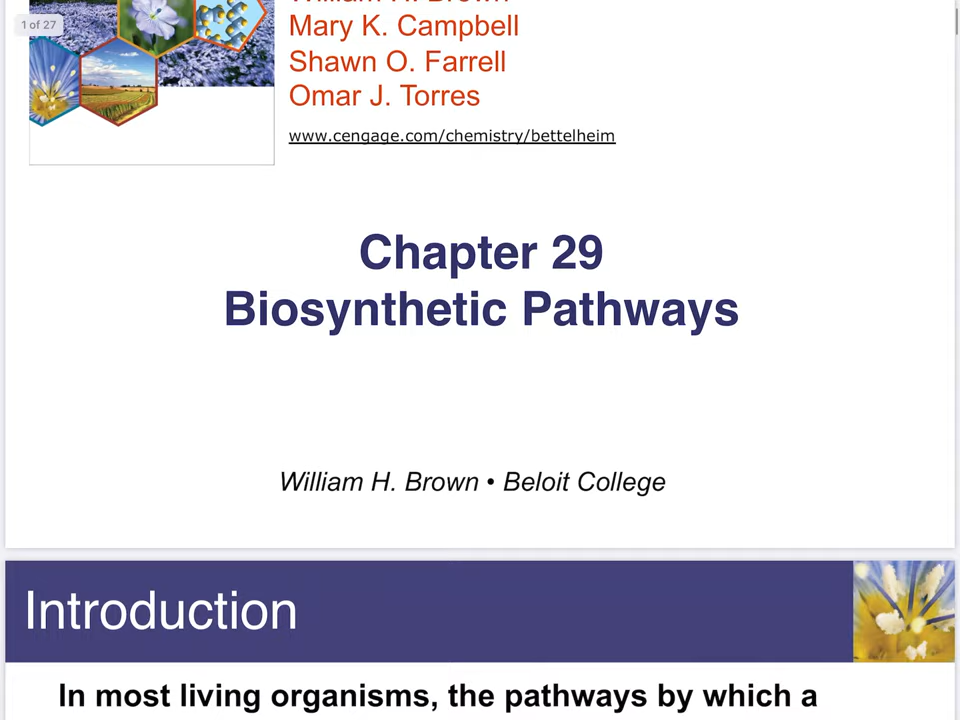 1 of 27
Mary K. Campbell
Shawn O. Farrell
Omar J. Torres
www.cengage.com/chemistry/bettelheim
Chapter 29
Biosynthetic Pathways
William H. Brown • Beloit College
Introduction
In most living organisms, the pathways by which a